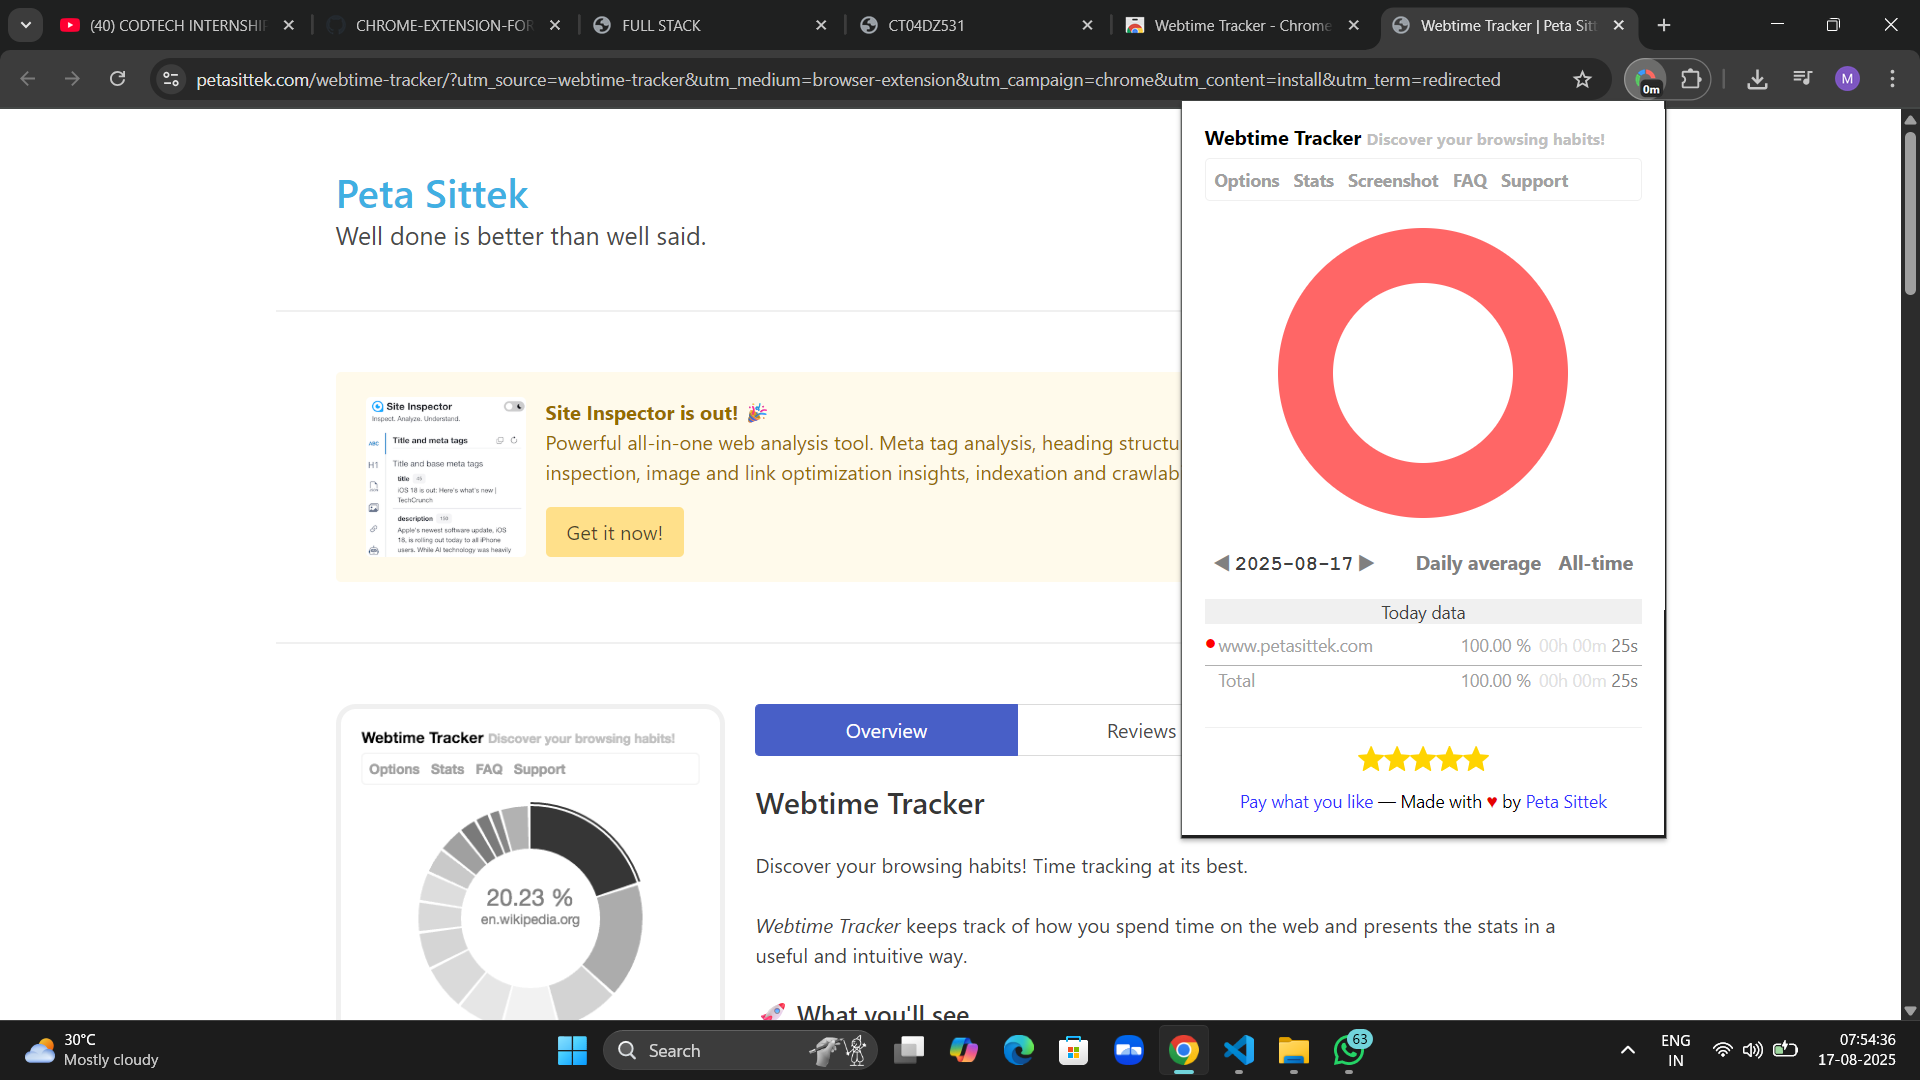 (40) CODTECH INTERNSHIP
CHROME-EXTENSION-FOR
FULL STACK
CT04DZ531
Webtime Tracker - Chrome
Webtime Tracker | Peta Sitt
petasittek.com/webtime-tracker/?utm_source=webtime-tracker&utm_medium=browser-extension&utm_campaign=chrome&utm_content=install&utm_term=redirected
0m
M
Peta Sittek
Well done is better than well said.
Site Inspector
Inspect. Analyze. Understand.
ABC
Title and meta tags
H1
Title and base meta tags
title 45
iOS 18 is out: Here's what's new |
TechCrunch
description 150
Apple's newest software update, iOS
18, is rolling out today to all iPhone
users. While AI technology was heavily
Site Inspector is out! 🎉
Powerful all-in-one web analysis tool. Meta tag analysis, heading structu
inspection, image and link optimization insights, indexation and crawlab
Get it now!
Webtime Tracker Discover your browsing habits!
Options Stats FAQ Support
20.23 %
en.wikipedia.org
Overview
Reviews
Webtime Tracker
Discover your browsing habits! Time tracking at its best.
Webtime Tracker keeps track of how you spend time on the web and presents the stats in a
useful and intuitive way.
🚀 What you'll see
Webtime Tracker Discover your browsing habits!
Options Stats Screenshot FAQ Support
◀ 2025-08-17 ▶ Daily average All-time
Today data
www.petasittek.com 100.00 % 00h 00m 25s
Total 100.00 % 00h 00m 25s
Pay what you like — Made with ♥ by Peta Sittek
30°C
Mostly cloudy
Search
63
ENG
IN
07:54:36
17-08-2025